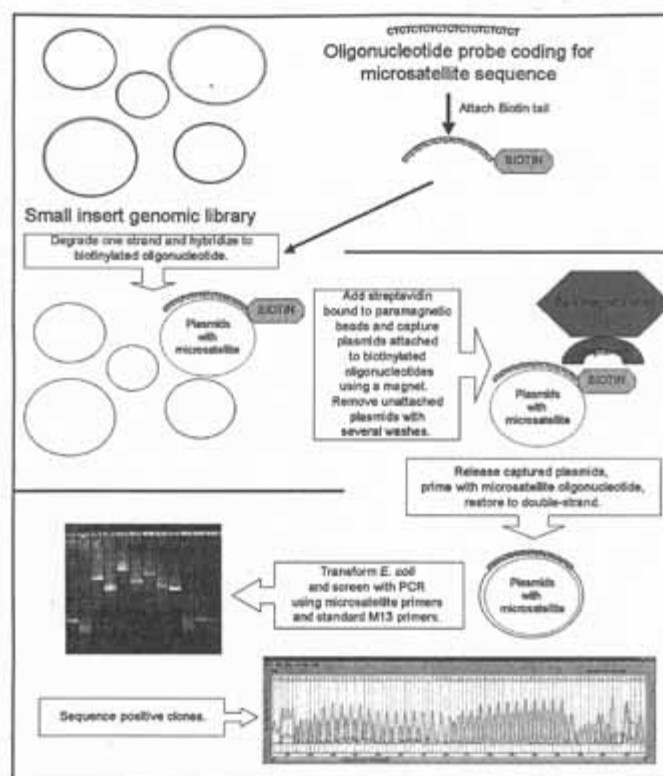 CTCTCTCTCTCTCTCTCTCT
Oligonucleotide probe coding for
microsatellite sequence
Attach Biotin tail
BIOTIN
Small insert genomic library
Degrade one strand and hybridize to
biotinylated oligonucleotide.
BIOTIN
Plasmids
with
microsatellite
Add streptavidin
bound to paramagnetic
beads and capture
plasmids attached
to biotinylated
oligonucleotides
using a magnet.
Remove unattached
plasmids with
several washes.
BIOTIN
Plasmids
with
microsatellite
Release captured plasmids,
prime with microsatellite oligonucleotide,
restore to double-strand.
Plasmids
with
microsatellite
Transform E. coli
and screen with PCR
using microsatellite primers
and standard M13 primers.
Sequence positive clones.